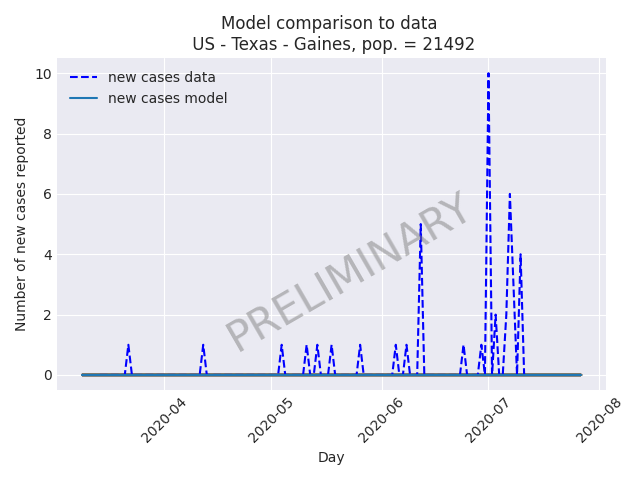 Model comparison to data
US - Texas - Gaines, pop. = 21492
new cases data
new cases model
Number of new cases reported
10
8
6
4
2
0
PRELIMINARY
2020-04
2020-05
2020-06
2020-07
2020-08
Day